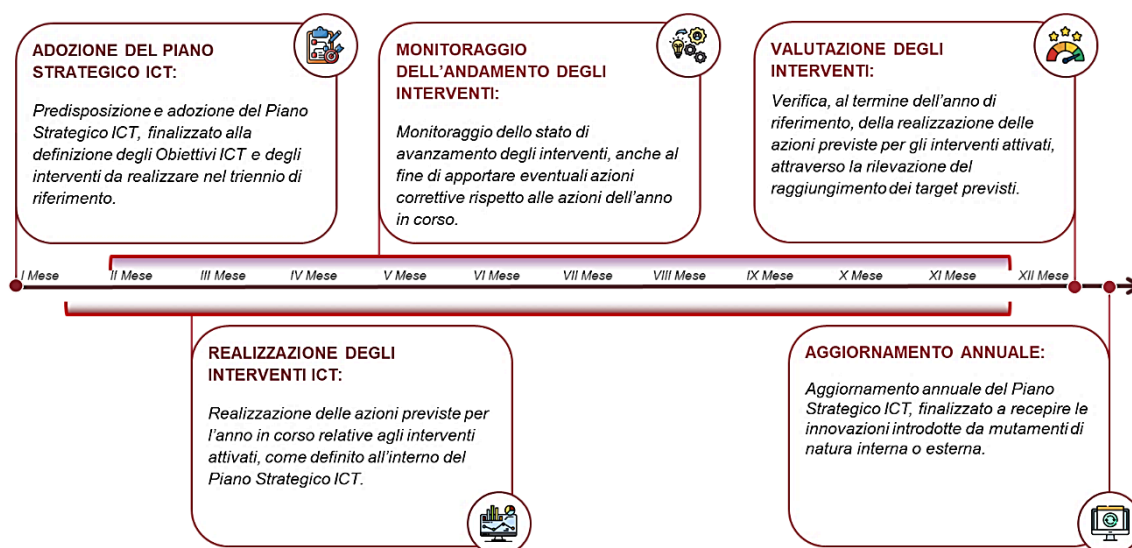 ADOZIONE DEL PIANO
STRATEGICO ICT:
Predisposizione e adozione del Piano
Strategico ICT, finalizzato alla
definizione degli Obiettivi ICT e degli
interventi da realizzare nel triennio di
riferimento.
MONITORAGGIO
DELL'ANDAMENTO DEGLI
INTERVENTI:
Monitoraggio dello stato di
avanzamento degli interventi, anche al
fine di apportare eventuali azioni
correttive rispetto alle azioni dell'anno
in corso.
VALUTAZIONE DEGLI
INTERVENTI:
Verifica, al termine dell'anno di
riferimento, della realizzazione delle
azioni previste per gli interventi attivati,
attraverso la rilevazione del
raggiungimento dei target previsti.
I Mese II Mese III Mese IV Mese V Mese VI Mese VII Mese VIII Mese IX Mese X Mese XI Mese XII Mese
REALIZZAZIONE DEGLI
INTERVENTI ICT:
Realizzazione delle azioni previste per
l'anno in corso relative agli interventi
attivati, come definito all'interno del
Piano Strategico ICT.
AGGIORNAMENTO ANNUALE:
Aggiornamento annuale del Piano
Strategico ICT, finalizzato a recepire le
innovazioni introdotte da mutamenti di
natura interna o esterna.